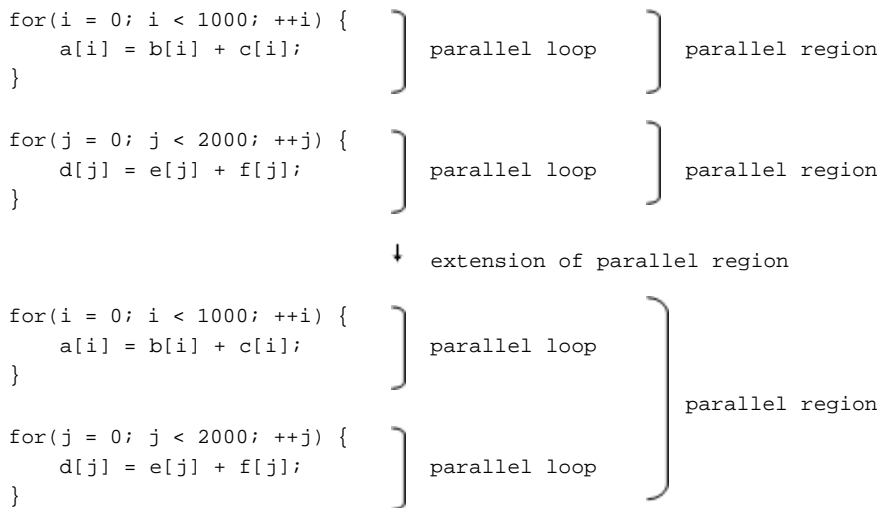 for(i = 0; i < 1000; ++i) {
    a[i] = b[i] + c[i]; parallel loop parallel region
}
for(j = 0; j < 2000; ++j) {
    d[j] = e[j] + f[j]; parallel loop parallel region
}
↓ extension of parallel region
for(i = 0; i < 1000; ++i) {
    a[i] = b[i] + c[i]; parallel loop
}
parallel region
for(j = 0; j < 2000; ++j) {
    d[j] = e[j] + f[j]; parallel loop
}